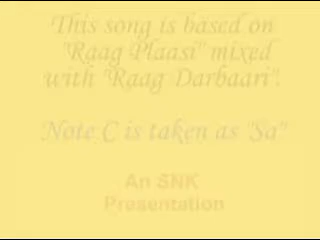 This song is based on
"Raag Plaasi" mixed
with "Raag Darbaari".
'Note C is taken as "Sa"
An SNK
Presentation